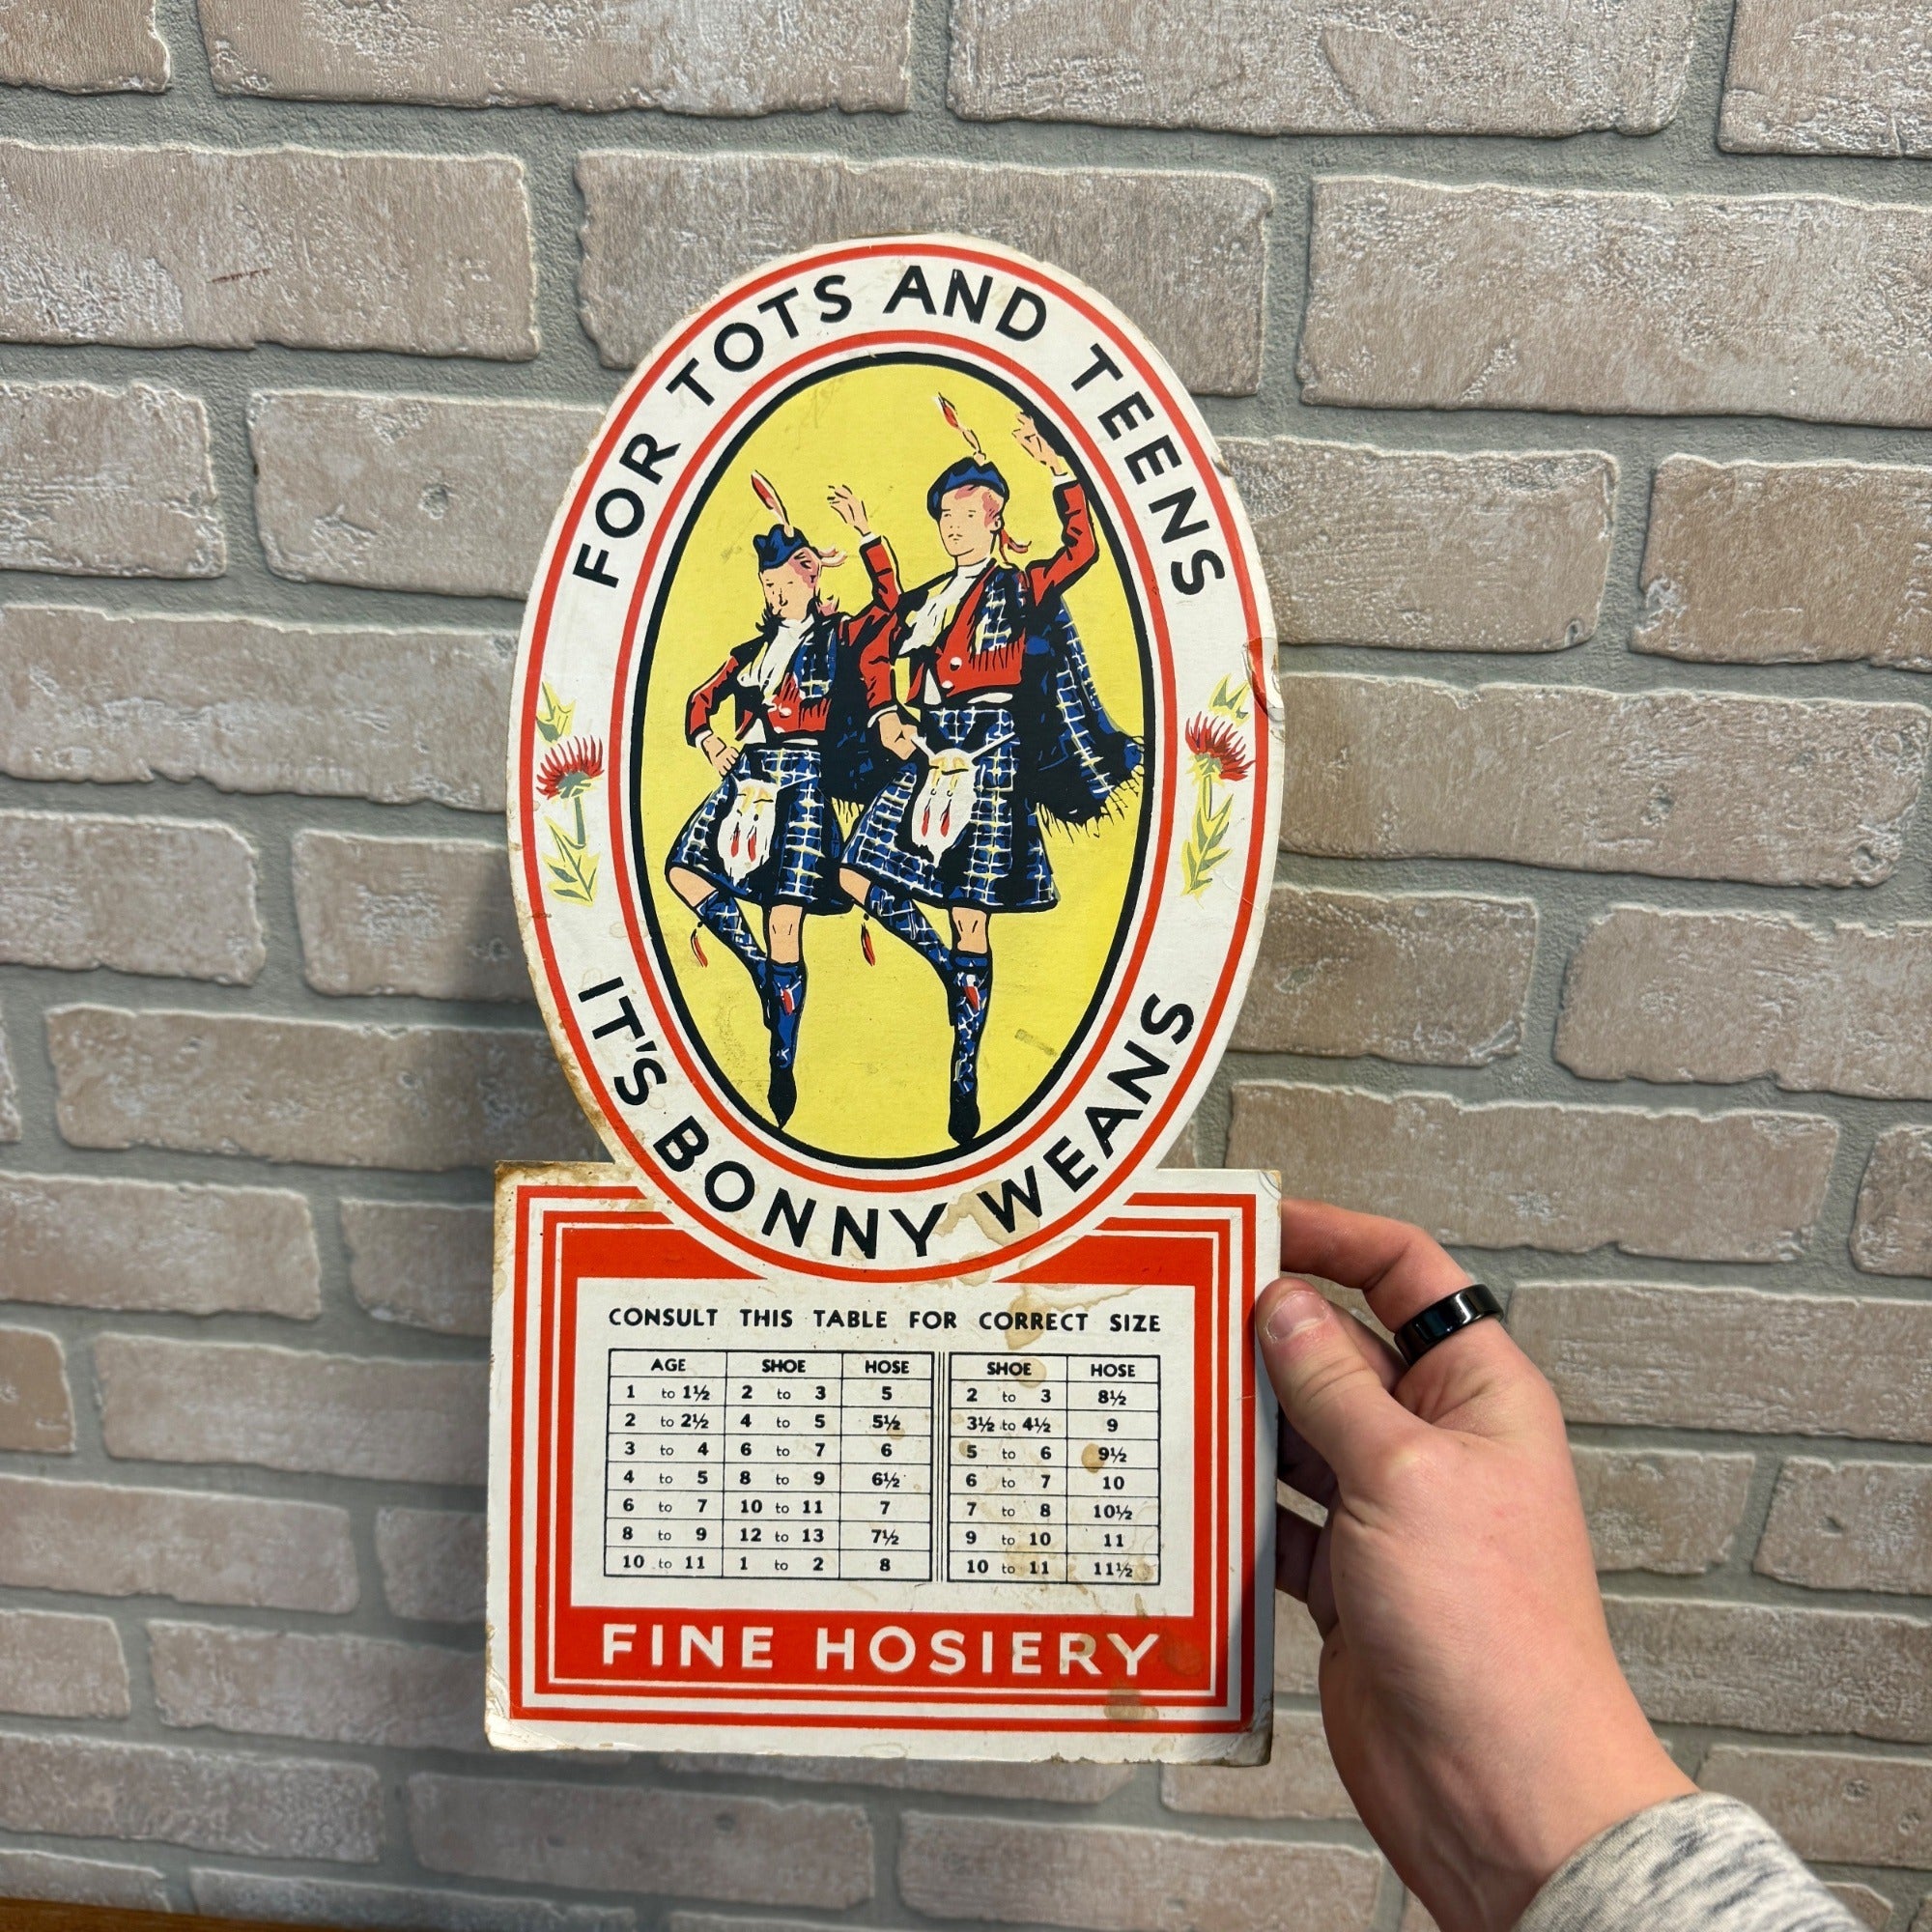 FOR TOTS AND TEENS
IT'S BONNY WEANS
CONSULT THIS TABLE FOR CORRECT SIZE
AGE SHOE HOSE SHOE HOSE
1 to 1½ 2 to 3 5 2 to 3 8½
2 to 2½ 4 to 5 5½ 3½ to 4½ 9
3 to 4 6 to 7 6 5 to 6 9½
4 to 5 8 to 9 6½ 6 to 7 10
6 to 7 10 to 11 7 7 to 8 10½
8 to 9 12 to 13 7½ 9 to 10 11
10 to 11 1 to 2 8 10 to 11 11½
FINE HOSIERY